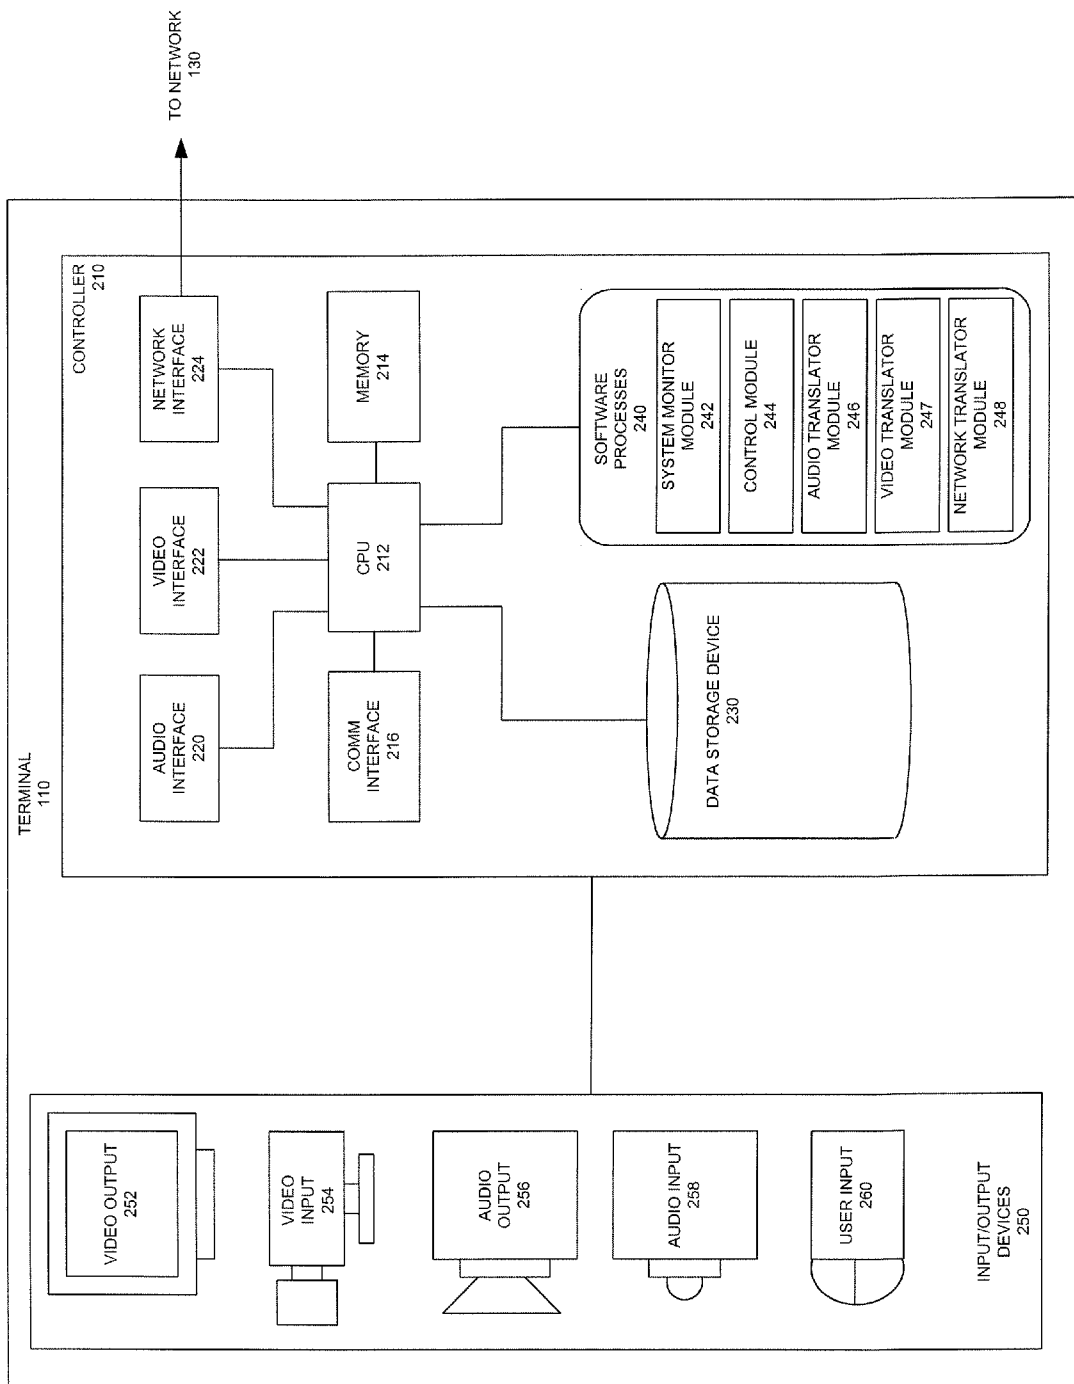 TERMINAL
110
CONTROLLER
210
TO NETWORK
130
AUDIO
INTERFACE
220
VIDEO
INTERFACE
222
NETWORK
INTERFACE
224
COMM
INTERFACE
216
CPU
212
MEMORY
214
DATA STORAGE DEVICE
230
SOFTWARE
PROCESSES
240
SYSTEM MONITOR
MODULE
242
CONTROL MODULE
244
AUDIO TRANSLATOR
MODULE
246
VIDEO TRANSLATOR
MODULE
247
NETWORK TRANSLATOR
MODULE
248
VIDEO OUTPUT
252
VIDEO
INPUT
254
AUDIO
OUTPUT
256
AUDIO INPUT
258
USER INPUT
260
INPUT/OUTPUT
DEVICES
250